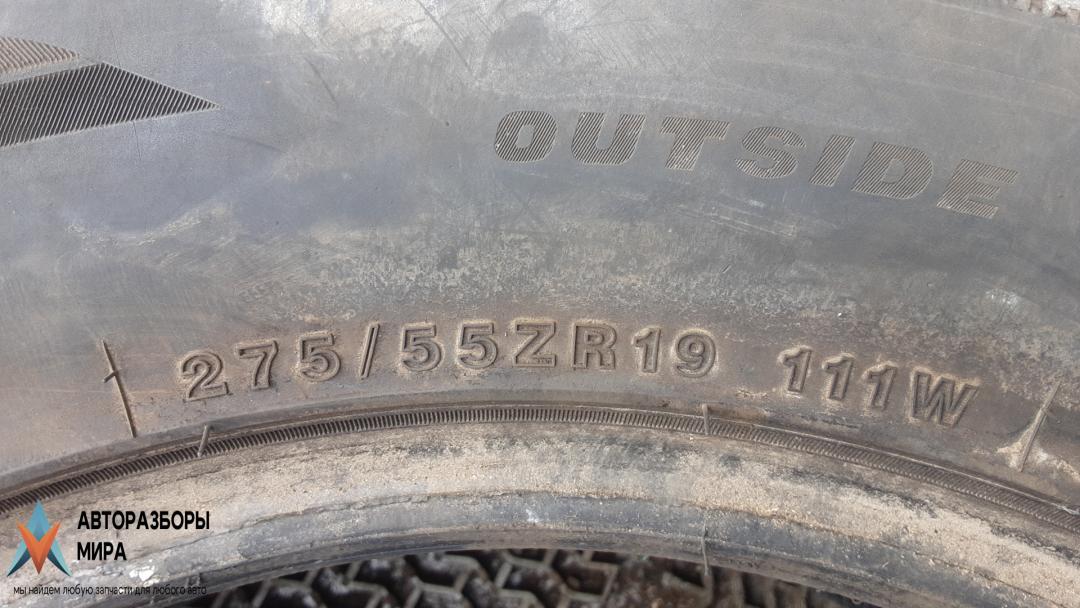 OUTSIDE
275/55ZR19 111W
АВТОРАЗБОРЫ
МИРА
мы найдем любую запчасти для любого авто